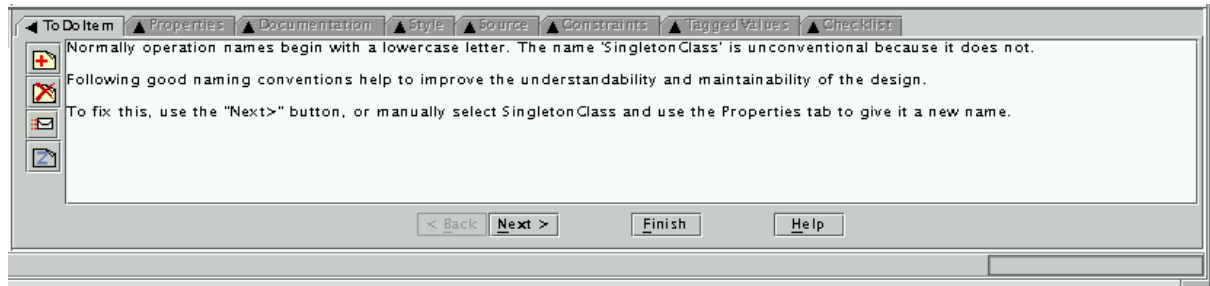 To Do Item Properties Documentation Style Source Constraints Tagged Values Checklist
Normally operation names begin with a lowercase letter. The name 'SingletonClass' is unconventional because it does not.
Following good naming conventions help to improve the understandability and maintainability of the design.
To fix this, use the "Next>" button, or manually select SingletonClass and use the Properties tab to give it a new name.
< Back Next > Finish Help